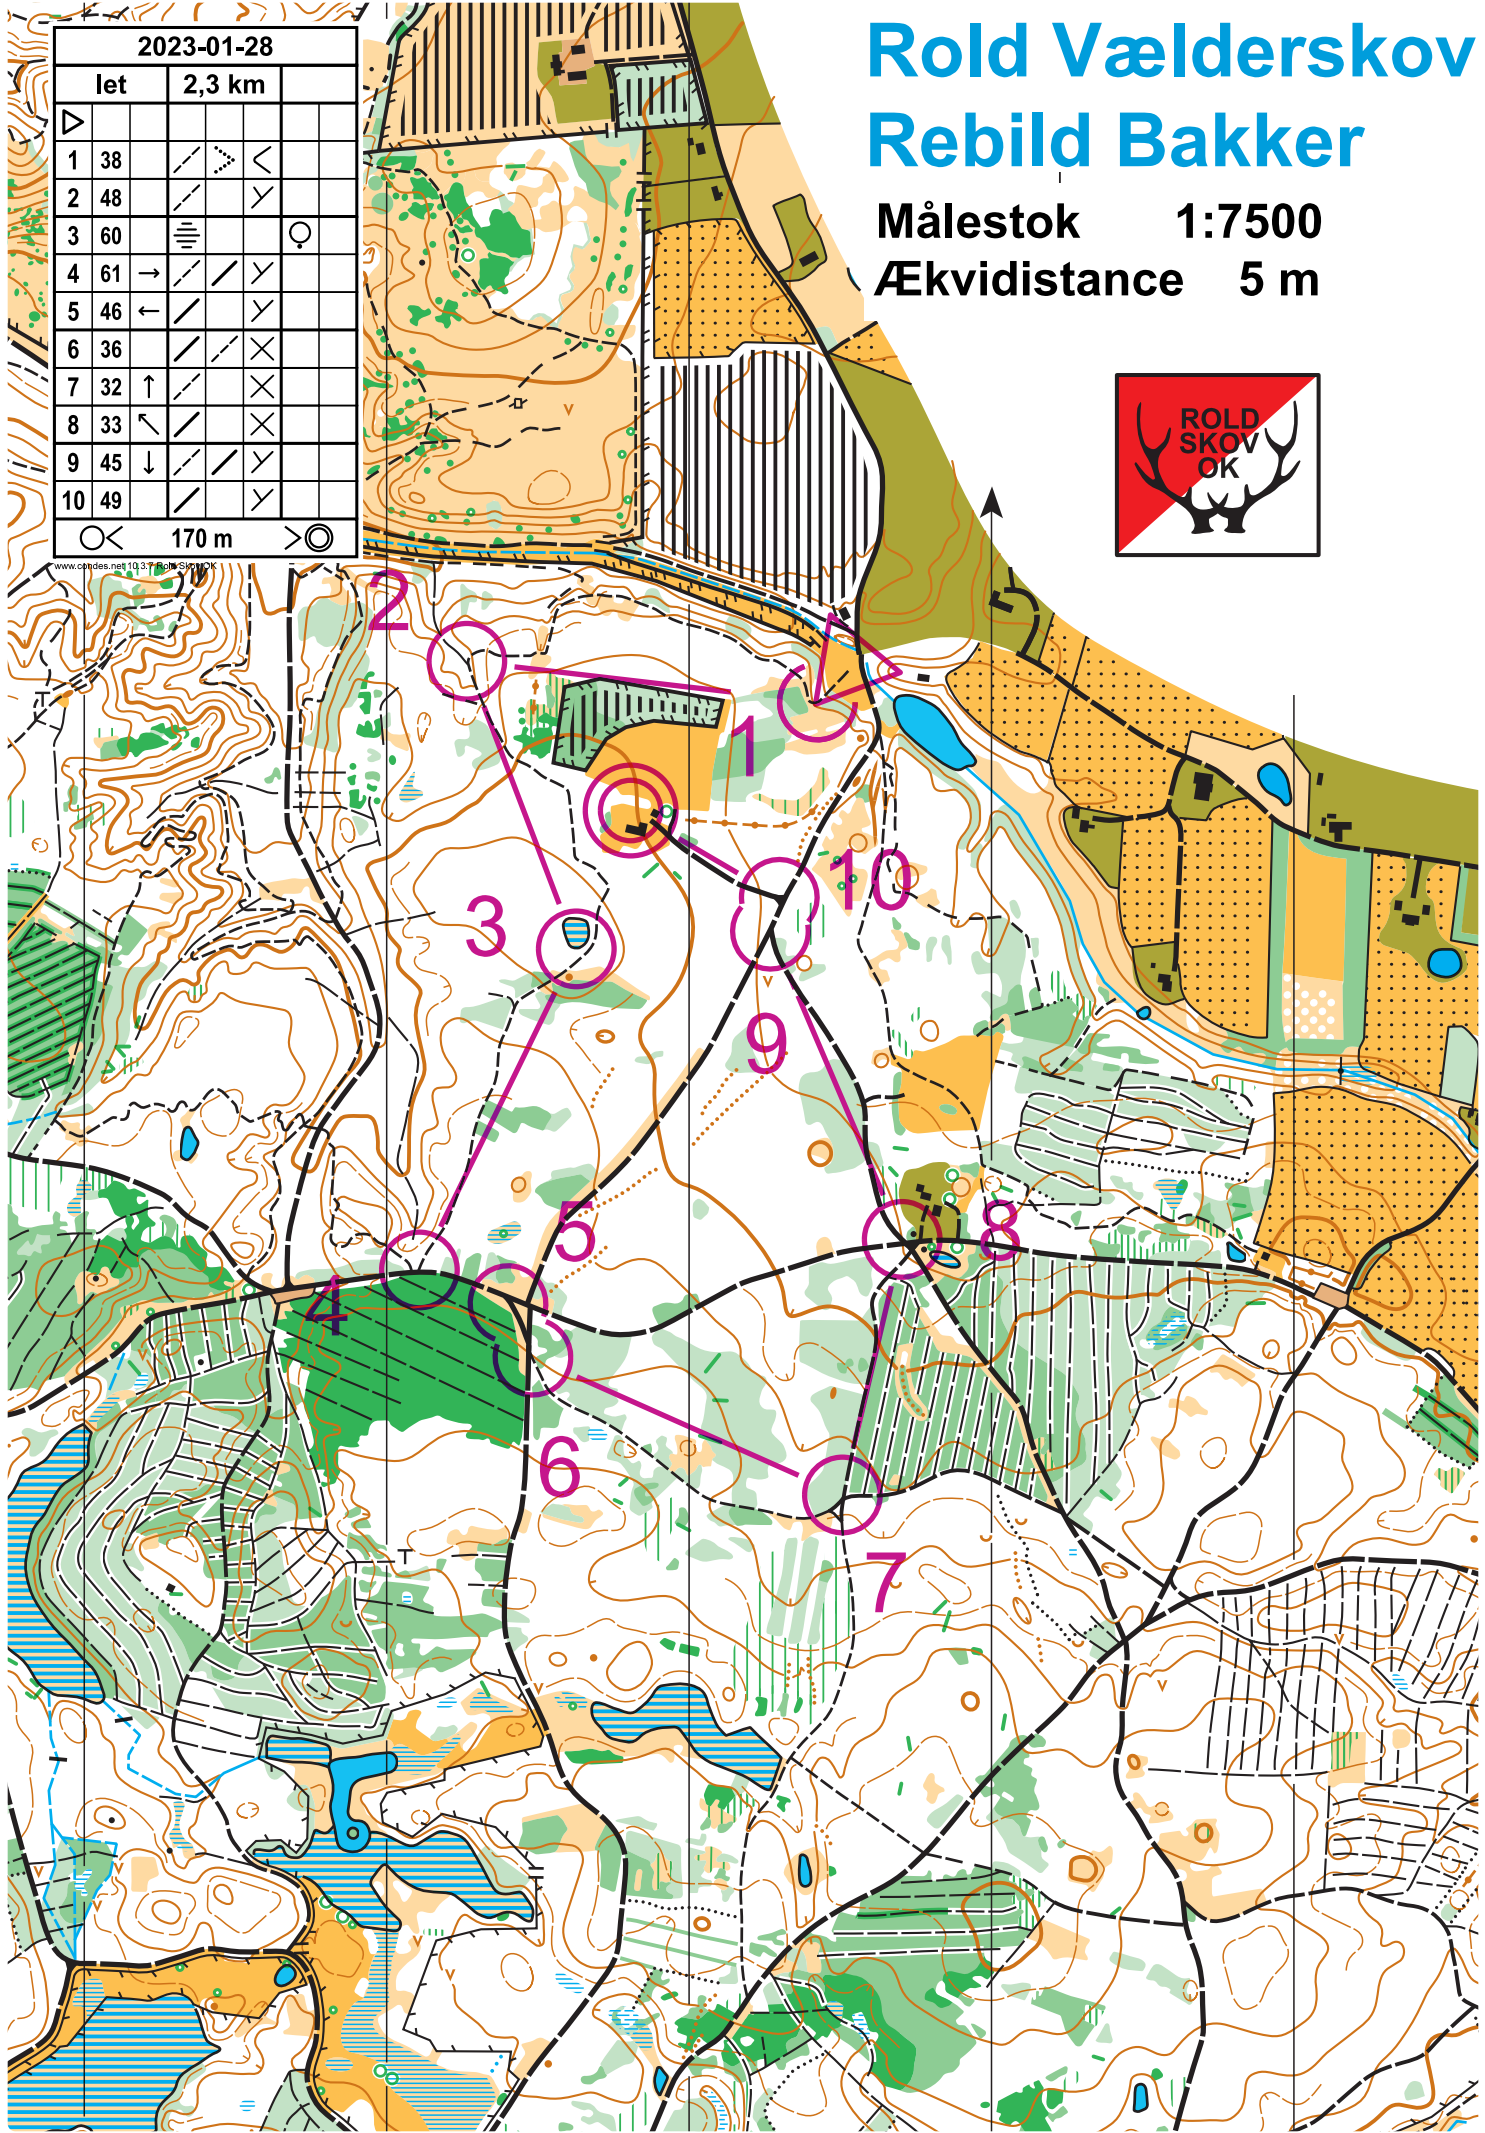 Rold Vælderskov
Rebild Bakker
Målestok 1:7500
Ækvidistance 5 m
ROLD
SKOV
OK
2023-01-28
let 2,3 km
1 38
2 48
3 60
4 61
5 46
6 36
7 32
8 33
9 45
10 49
170 m
www.condes.net 10.3.7 Rold Skov OK
2
1
10
3
9
5
8
4
6
7